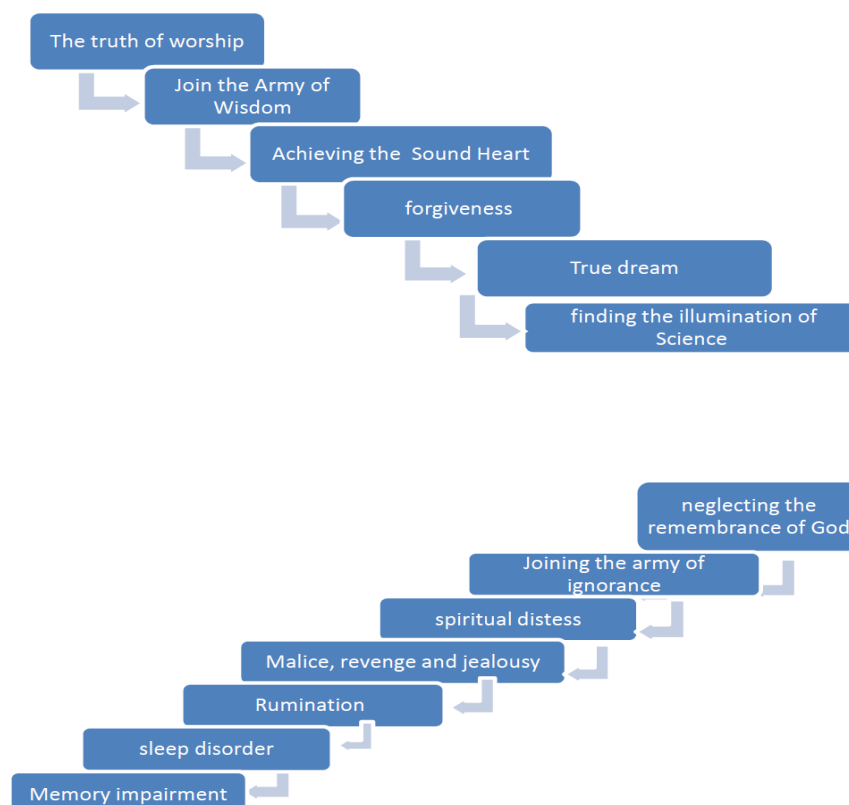 The truth of worship
Join the Army of
Wisdom
Achieving the Sound Heart
forgiveness
True dream
finding the illumination of
Science
neglecting the
remembrance of God
Joining the army of
ignorance
spiritual distess
Malice, revenge and jealousy
Rumination
sleep disorder
Memory impairment